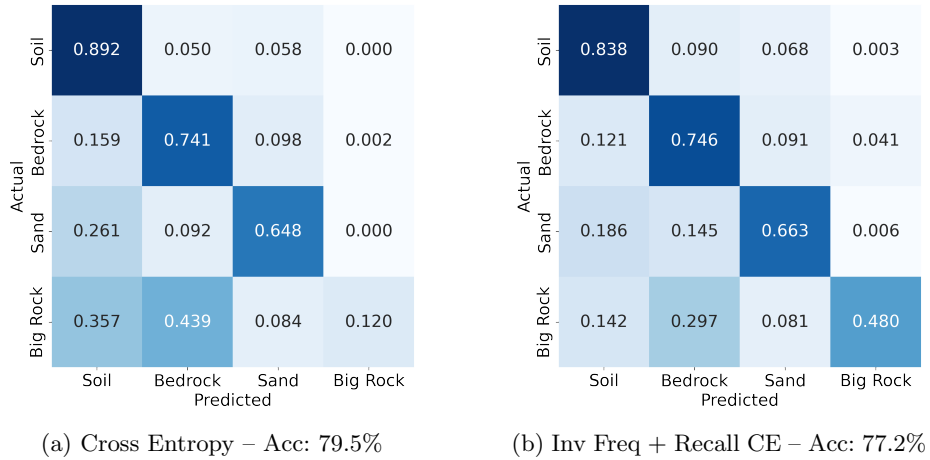 Actual
Soil 0.892 0.050 0.058 0.000
Bedrock 0.159 0.741 0.098 0.002
Sand 0.261 0.092 0.648 0.000
Big Rock 0.357 0.439 0.084 0.120
Soil Bedrock Sand Big Rock
Predicted
(a) Cross Entropy – Acc: 79.5%
Actual
Soil 0.838 0.090 0.068 0.003
Bedrock 0.121 0.746 0.091 0.041
Sand 0.186 0.145 0.663 0.006
Big Rock 0.142 0.297 0.081 0.480
Soil Bedrock Sand Big Rock
Predicted
(b) Inv Freq + Recall CE – Acc: 77.2%